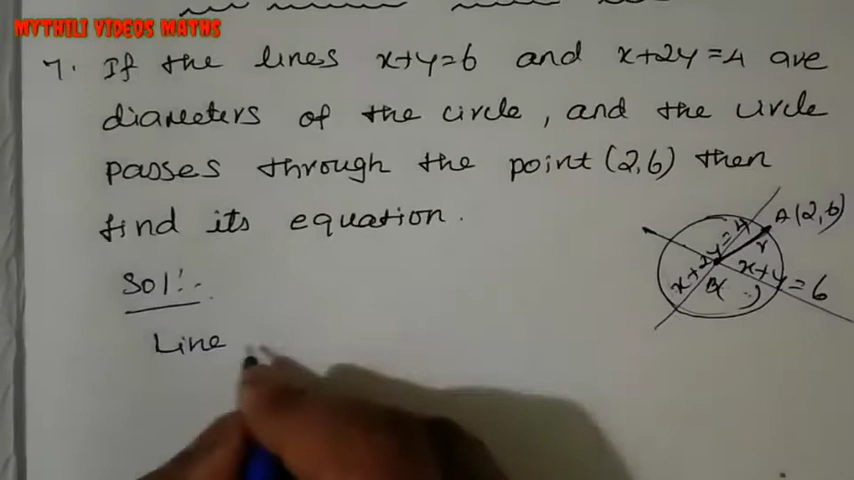 MYTHILI VIDEOS MATHS
7. If the lines x+y=6 and x+2y=4 are
diameters of the circle, and the circle
passes through the point (2,6) then
find its equation.
A(2,6)
x+2y=4
r
x+y=6
Sol:-
Line